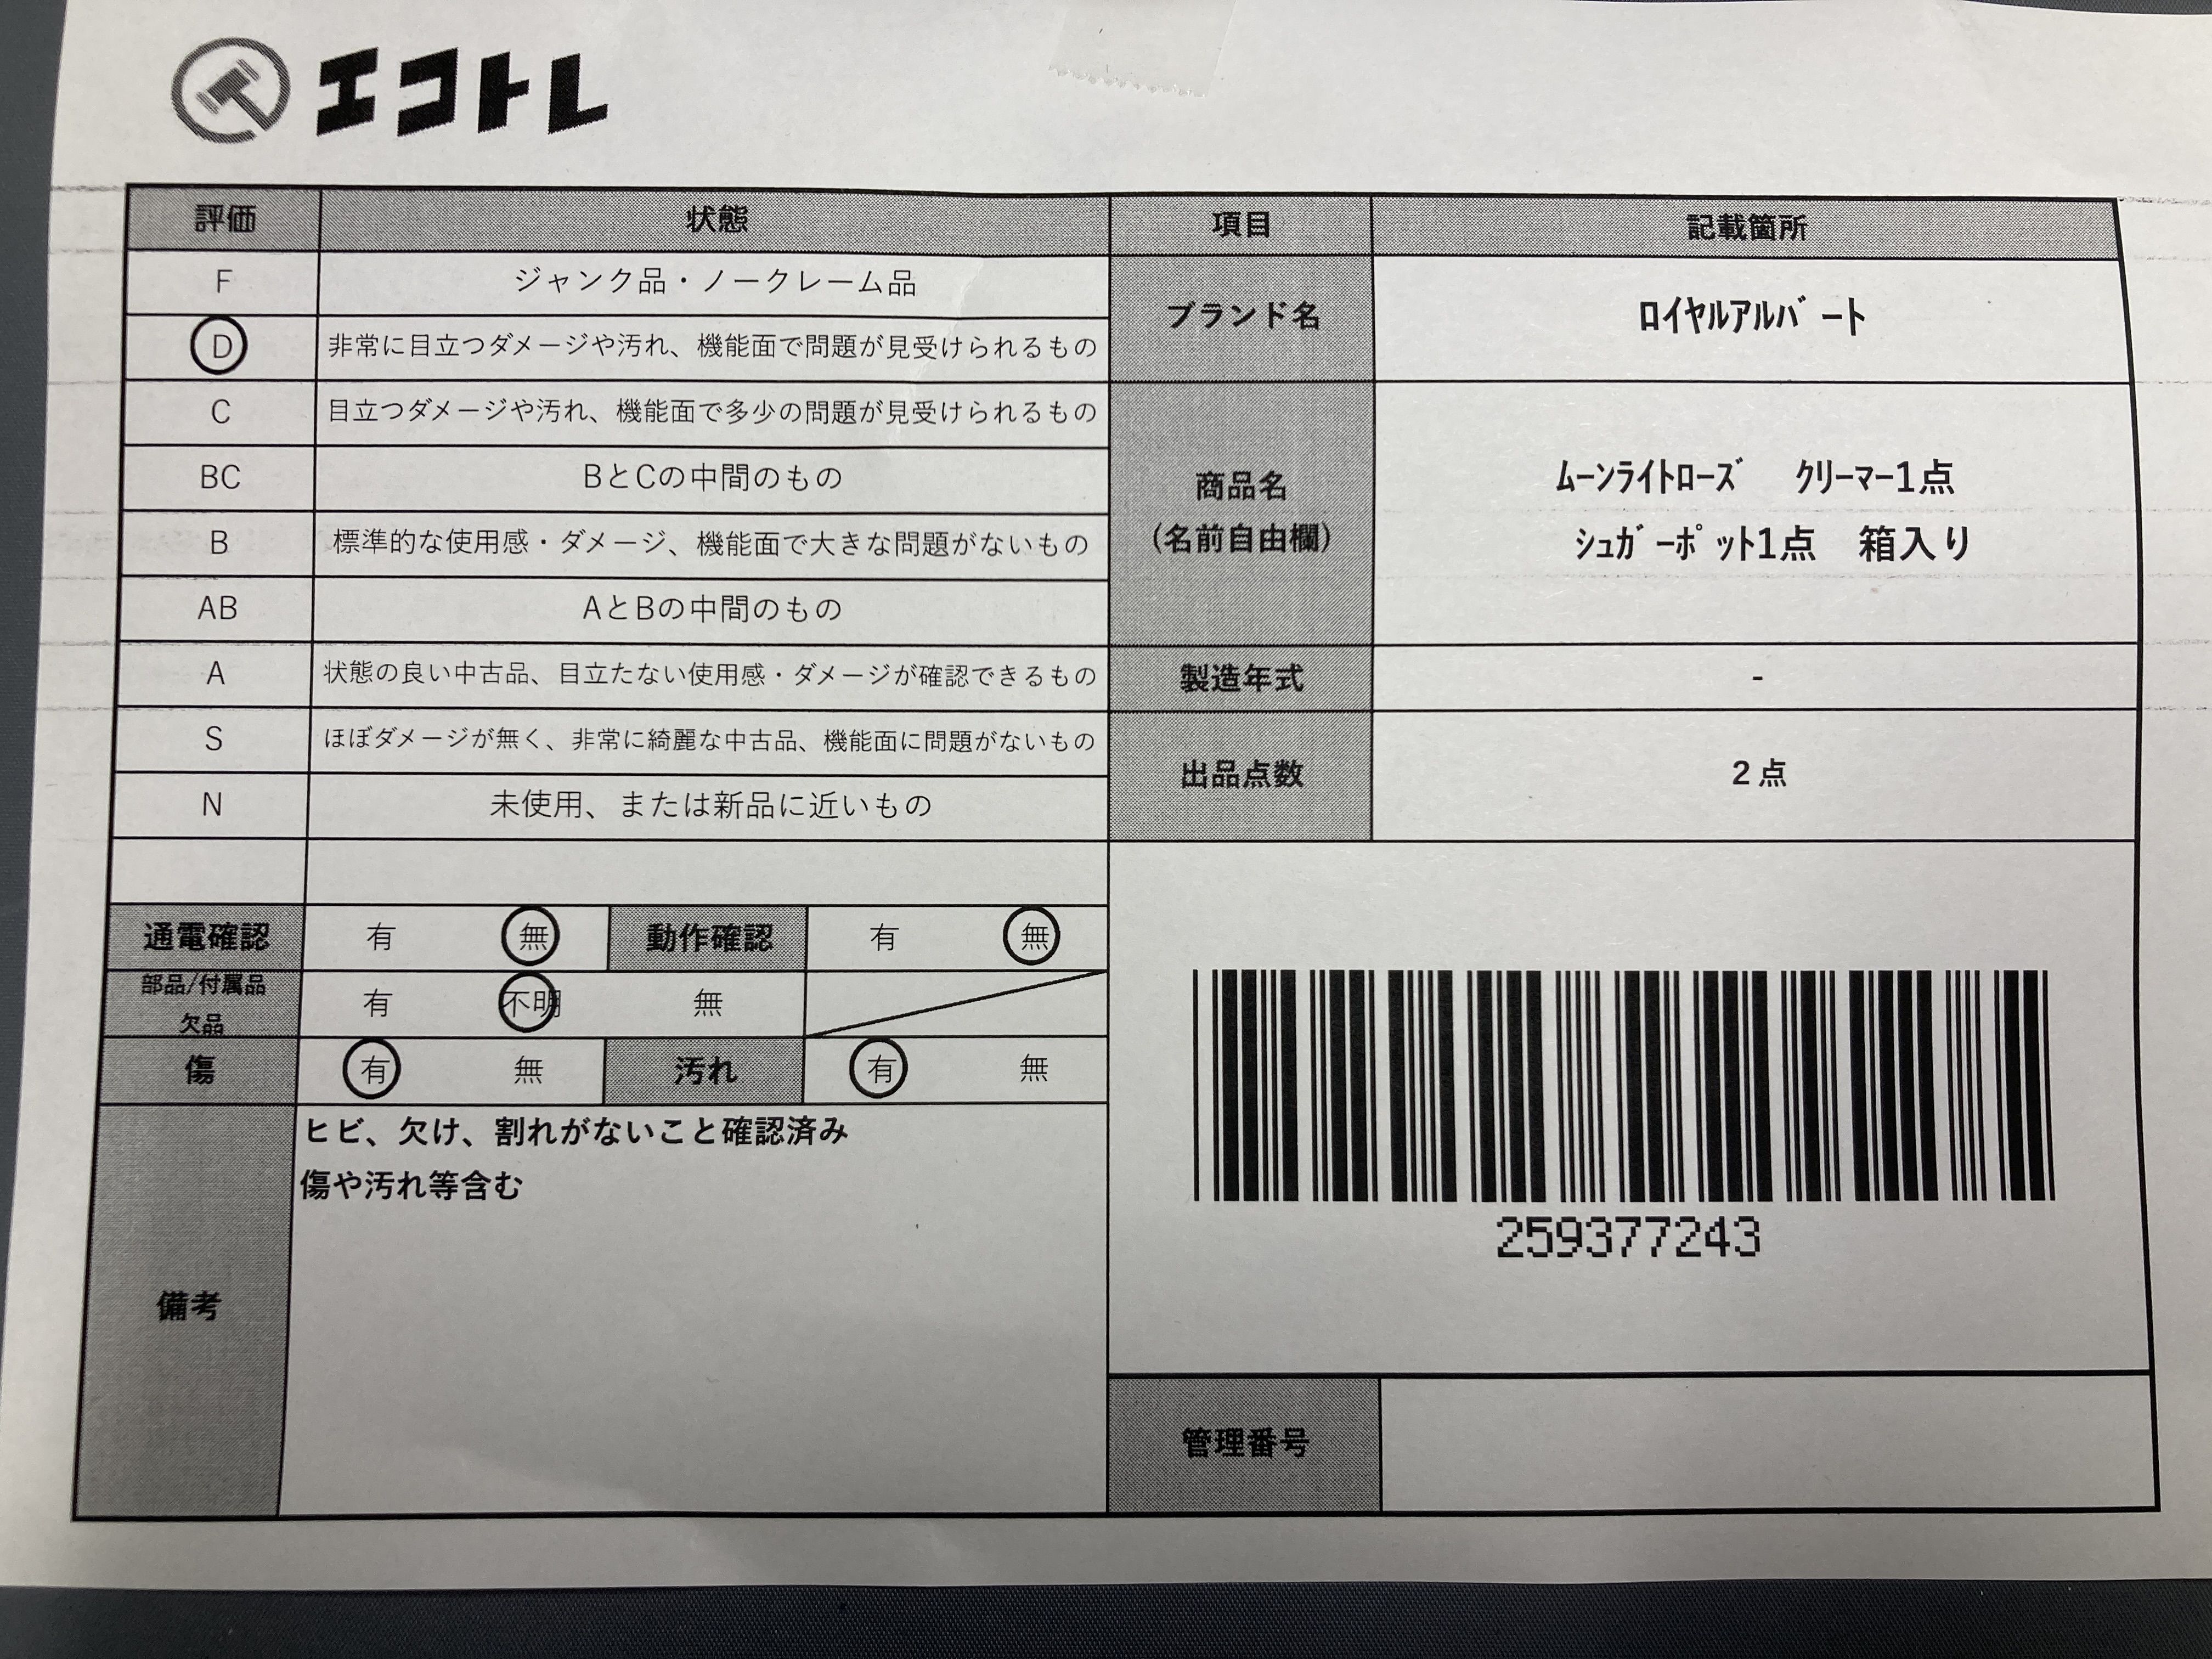 エコトレ
評価 状態 項目 記載箇所
F ジャンク品・ノークレーム品
D 非常に目立つダメージや汚れ、機能面で問題が見受けられるもの
ブランド名 ﾛｲﾔﾙｱﾙﾊﾞｰﾄ
C 目立つダメージや汚れ、機能面で多少の問題が見受けられるもの
BC BとCの中間のもの
B 標準的な使用感・ダメージ、機能面で大きな問題がないもの
AB AとBの中間のもの
商品名
(名前自由欄)
ﾑｰﾝﾗｲﾄﾛｰｽﾞ ｸﾘｰﾏｰ1点
ｼｭｶﾞｰﾎﾟｯﾄ1点 箱入り
A 状態の良い中古品、目立たない使用感・ダメージが確認できるもの
製造年式 -
S ほぼダメージが無く、非常に綺麗な中古品、機能面に問題がないもの
N 未使用、または新品に近いもの
出品点数 2点
通電確認 有 無 動作確認 有 無
部品/付属品
欠品
有 不明 無
傷 有 無 汚れ 有 無
備考
ヒビ、欠け、割れがないこと確認済み
傷や汚れ等含む
259377243
管理番号